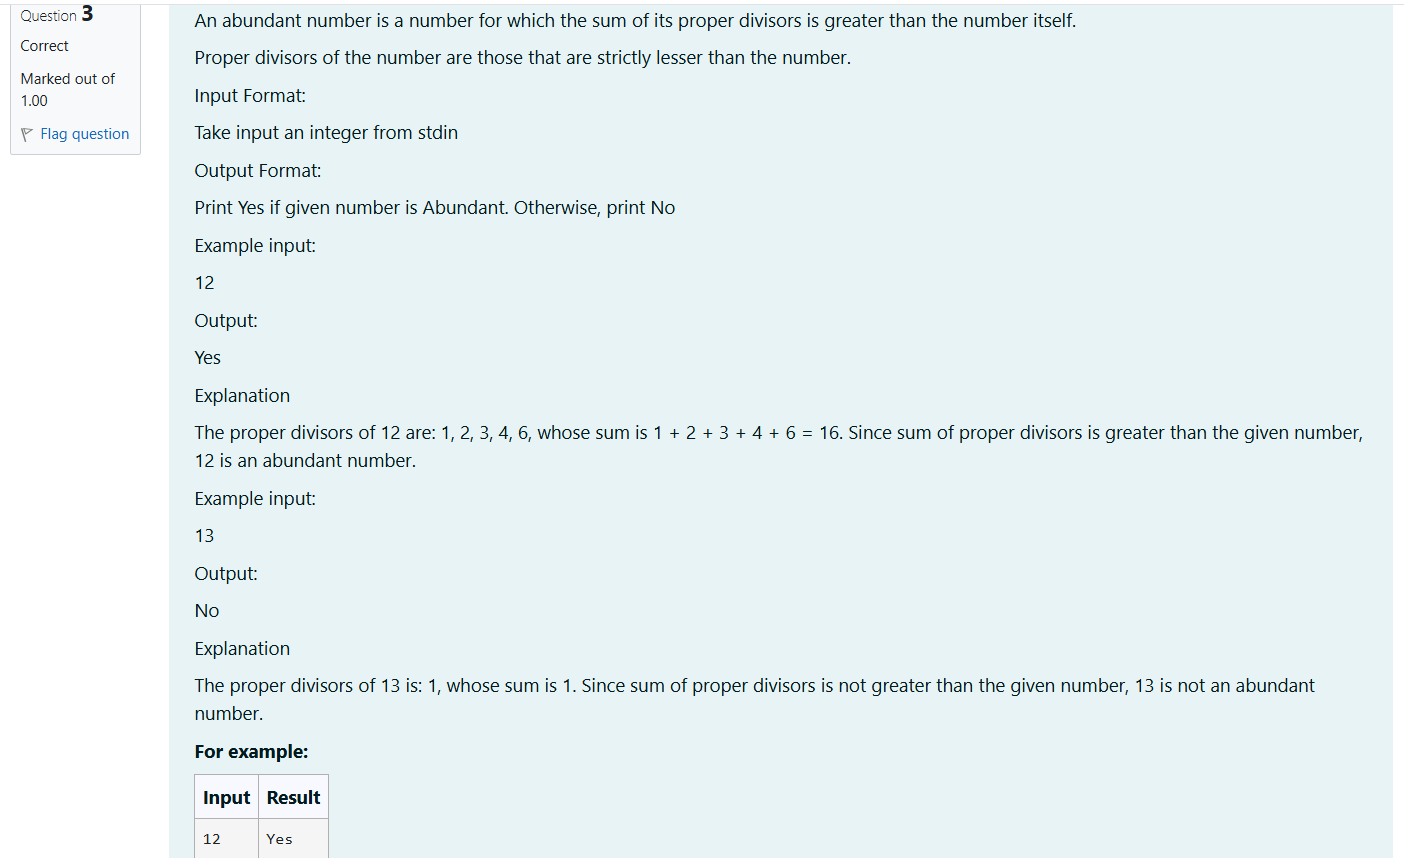 Question 3
Correct
Marked out of
1.00
Flag question
An abundant number is a number for which the sum of its proper divisors is greater than the number itself.
Proper divisors of the number are those that are strictly lesser than the number.
Input Format:
Take input an integer from stdin
Output Format:
Print Yes if given number is Abundant. Otherwise, print No
Example input:
12
Output:
Yes
Explanation
The proper divisors of 12 are: 1, 2, 3, 4, 6, whose sum is 1 + 2 + 3 + 4 + 6 = 16. Since sum of proper divisors is greater than the given number,
12 is an abundant number.
Example input:
13
Output:
No
Explanation
The proper divisors of 13 is: 1, whose sum is 1. Since sum of proper divisors is not greater than the given number, 13 is not an abundant
number.
For example:
Input Result
12 Yes